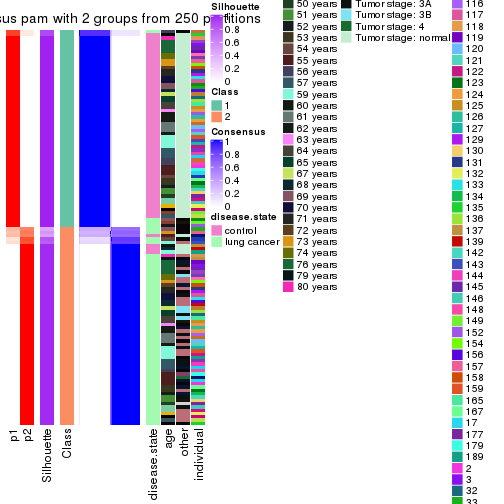 sus pam with 2 groups from 250 partitions
Silhouette
1
0.8
0.6
0.4
0.2
0
Class
1
2
Consensus
1
0.8
0.6
0.4
0.2
0
disease.state
control
lung cancer
50 years
51 years
52 years
53 years
54 years
55 years
56 years
57 years
59 years
60 years
61 years
62 years
63 years
64 years
65 years
67 years
68 years
69 years
70 years
71 years
72 years
73 years
74 years
76 years
79 years
80 years
Tumor stage: 3A
Tumor stage: 3B
Tumor stage: 4
Tumor stage: normal
116
117
118
119
120
121
122
123
124
125
126
127
129
130
131
132
133
134
135
136
137
139
142
143
144
145
146
148
149
152
154
156
157
158
159
165
167
17
177
179
189
2
3
32
33
p1
p2
Silhouette
Class
disease.state
age
other
individual